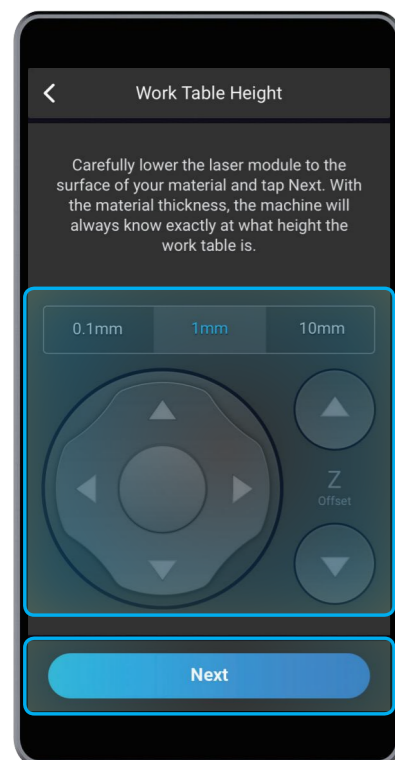 Work Table Height
Carefully lower the laser module to the
surface of your material and tap Next. With
the material thickness, the machine will
always know exactly at what height the
work table is.
0.1mm 1mm 10mm
Z
Offset
Next